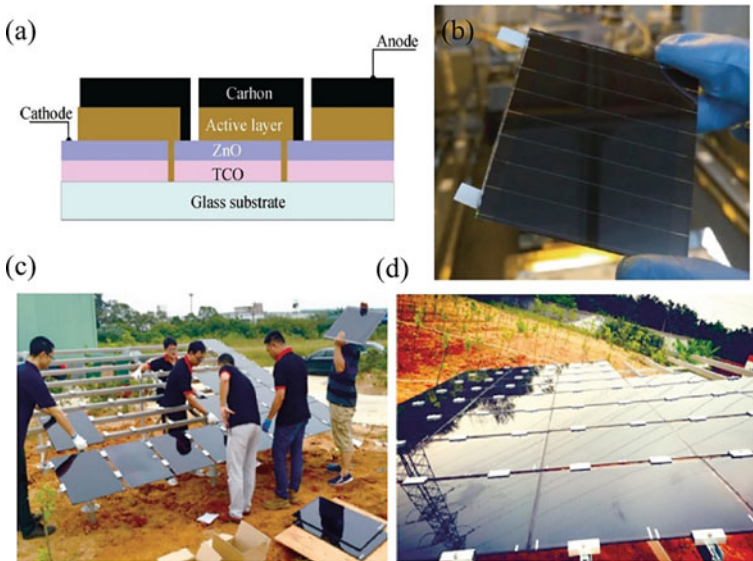 (a)
Anode
Carhon
Cathode
Active layer
ZnO
TCO
Glass substrate
(b)
(c)
(d)